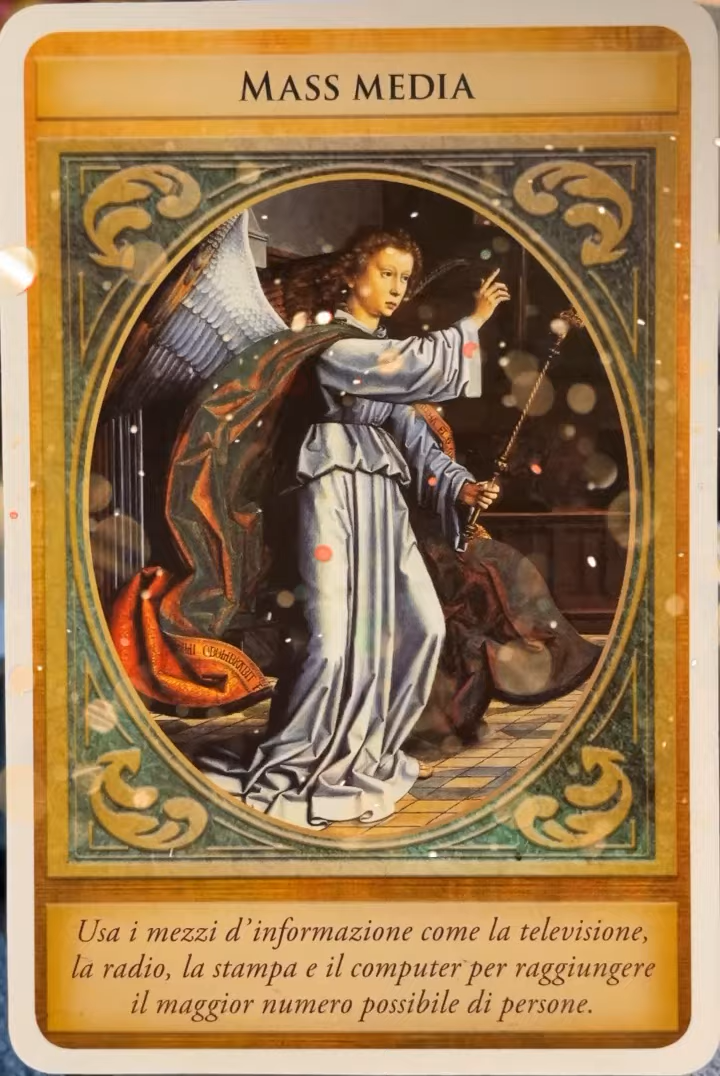 Mass media
Usa i mezzi d’informazione come la televisione,
la radio, la stampa e il computer per raggiungere
il maggior numero possibile di persone.